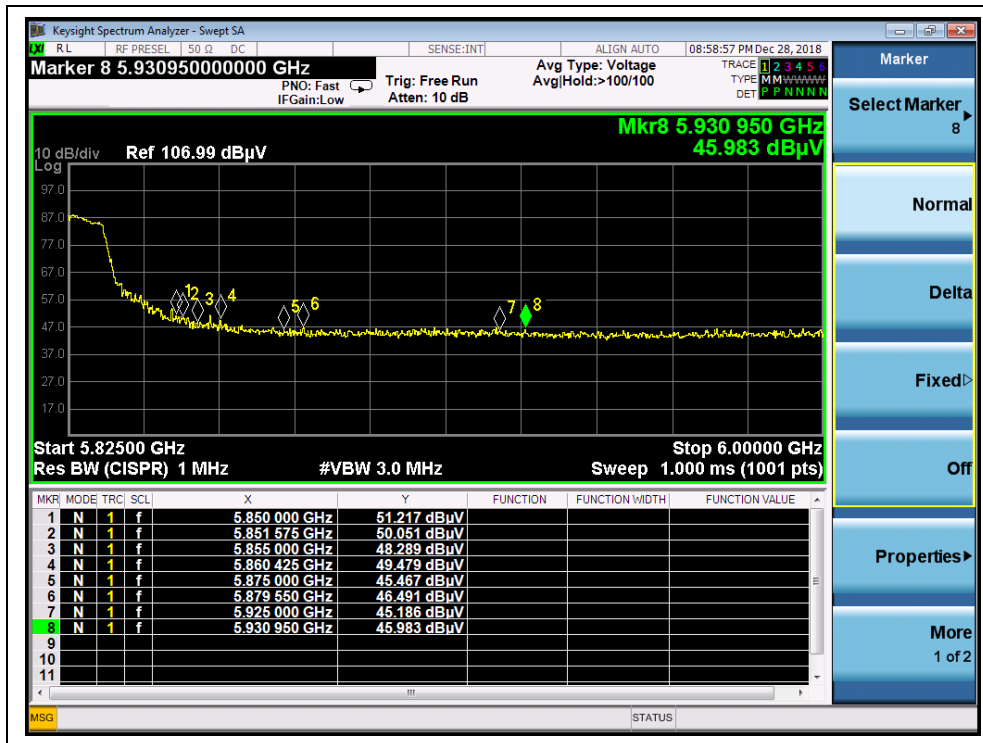 Keysight Spectrum Analyzer - Swept SA
LXI RL RF PRESEL 50 Ω DC SENSE:INT ALIGN AUTO 08:58:57 PM Dec 28, 2018
Marker 8 5.930950000000 GHz
PNO: Fast
IFGain:Low
Trig: Free Run
Atten: 10 dB
Avg Type: Voltage
Avg|Hold:>100/100
TRACE 1 2 3 4 5 6
TYPE M M W W W W
DET P P N N N N
Mkr8 5.930 950 GHz
45.983 dBµV
10 dB/div Ref 106.99 dBµV
Log
97.0
87.0
77.0
67.0
57.0
47.0
37.0
27.0
17.0
1 2 3 4 5 6 7 8
Start 5.82500 GHz Stop 6.00000 GHz
Res BW (CISPR) 1 MHz #VBW 3.0 MHz Sweep 1.000 ms (1001 pts)
MKR MODE TRC SCL X Y FUNCTION FUNCTION WIDTH FUNCTION VALUE
1 N 1 f 5.850 000 GHz 51.217 dBµV
2 N 1 f 5.851 575 GHz 50.051 dBµV
3 N 1 f 5.855 000 GHz 48.289 dBµV
4 N 1 f 5.860 425 GHz 49.479 dBµV
5 N 1 f 5.875 000 GHz 45.467 dBµV
6 N 1 f 5.879 550 GHz 46.491 dBµV
7 N 1 f 5.925 000 GHz 45.186 dBµV
8 N 1 f 5.930 950 GHz 45.983 dBµV
9
10
11
MSG STATUS
Marker
Select Marker
8
Normal
Delta
Fixed
Off
Properties
More
1 of 2